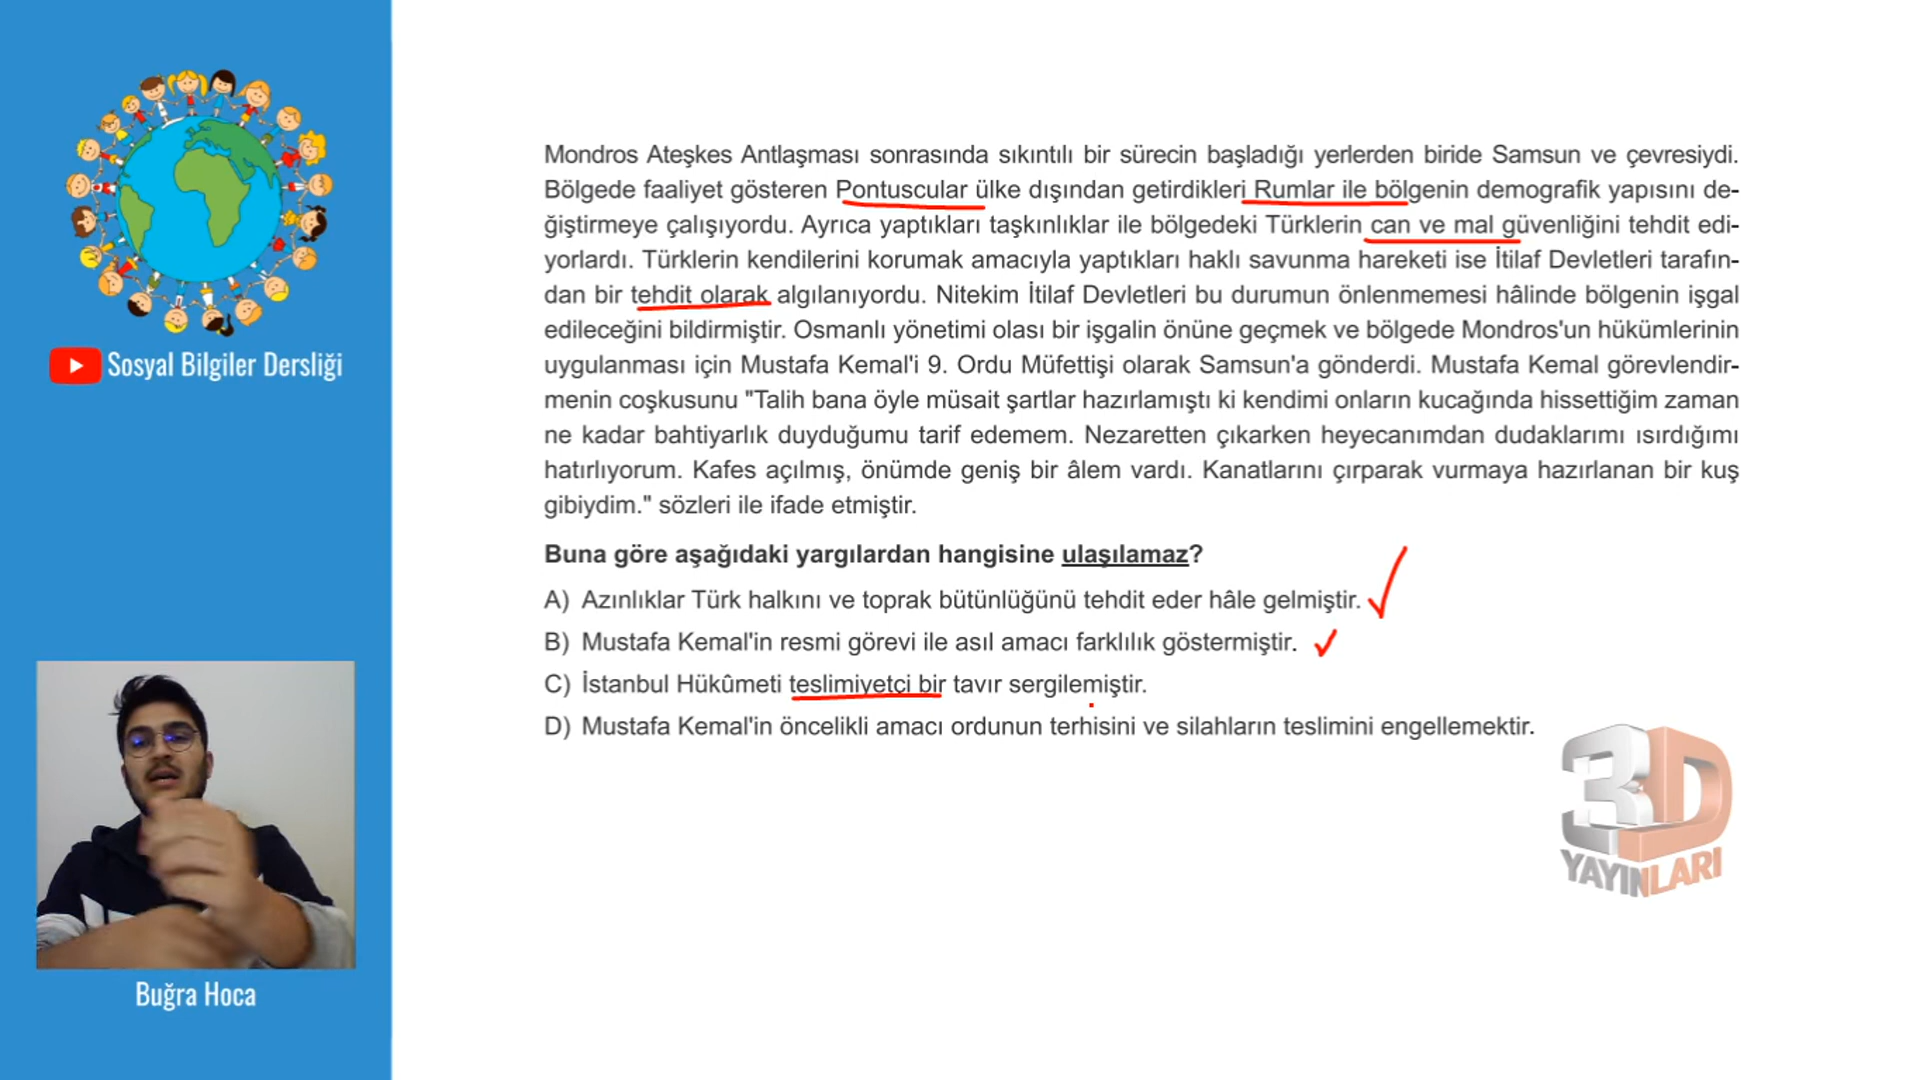 Sosyal Bilgiler Dersliği
Buğra Hoca
Mondros Ateşkes Antlaşması sonrasında sıkıntılı bir sürecin başladığı yerlerden biride Samsun ve çevresiydi.
Bölgede faaliyet gösteren Pontuscular ülke dışından getirdikleri Rumlar ile bölgenin demografik yapısını de-
ğiştirmeye çalışıyordu. Ayrıca yaptıkları taşkınlıklar ile bölgedeki Türklerin can ve mal güvenliğini tehdit edi-
yorlardı. Türklerin kendilerini korumak amacıyla yaptıkları haklı savunma hareketi ise İtilaf Devletleri tarafın-
dan bir tehdit olarak algılanıyordu. Nitekim İtilaf Devletleri bu durumun önlenmemesi hâlinde bölgenin işgal
edileceğini bildirmiştir. Osmanlı yönetimi olası bir işgalin önüne geçmek ve bölgede Mondros'un hükümlerinin
uygulanması için Mustafa Kemal'i 9. Ordu Müfettişi olarak Samsun'a gönderdi. Mustafa Kemal görevlendir-
menin coşkusunu "Talih bana öyle müsait şartlar hazırlamıştı ki kendimi onların kucağında hissettiğim zaman
ne kadar bahtiyarlık duyduğumu tarif edemem. Nezaretten çıkarken heyecanımdan dudaklarımı ısırdığımı
hatırlıyorum. Kafes açılmış, önümde geniş bir âlem vardı. Kanatlarını çırparak vurmaya hazırlanan bir kuş
gibiydim." sözleri ile ifade etmiştir.
Buna göre aşağıdaki yargılardan hangisine ulaşılamaz?
A) Azınlıklar Türk halkını ve toprak bütünlüğünü tehdit eder hâle gelmiştir.
B) Mustafa Kemal'in resmi görevi ile asıl amacı farklılık göstermiştir.
C) İstanbul Hükûmeti teslimiyetçi bir tavır sergilemiştir.
D) Mustafa Kemal'in öncelikli amacı ordunun terhisini ve silahların teslimini engellemektir.
3D
YAYINLARI